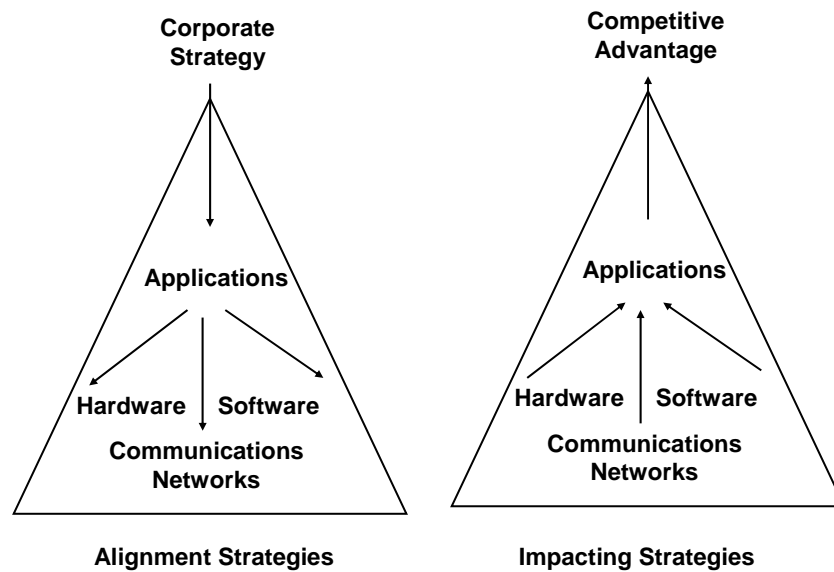 Corporate
Strategy
Applications
Hardware Software
Communications
Networks
Alignment Strategies
Competitive
Advantage
Applications
Hardware Software
Communications
Networks
Impacting Strategies